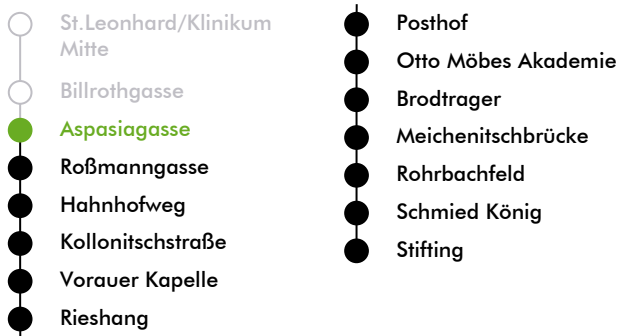 St.Leonhard/Klinikum
Mitte
Billrothgasse
Aspasiagasse
Roßmanngasse
Hahnhofweg
Kollonitschstraße
Vorauer Kapelle
Rieshang
Posthof
Otto Möbes Akademie
Brodtrager
Meichenitschbrücke
Rohrbachfeld
Schmied König
Stifting